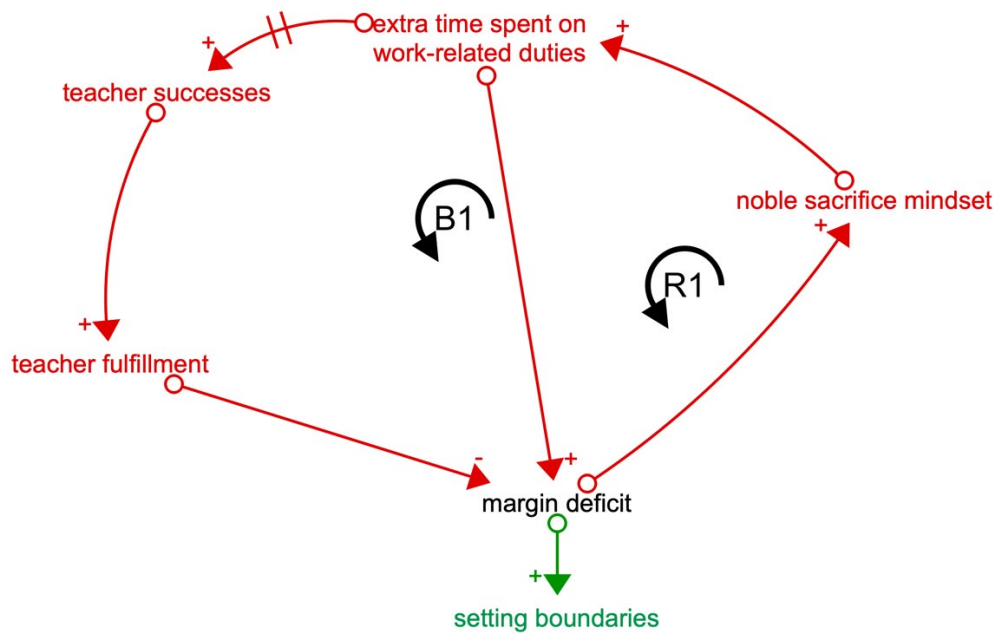 extra time spent on
work-related duties
+
+
teacher successes
noble sacrifice mindset
+
B1
R1
+
teacher fulfillment
-
+
margin deficit
+
setting boundaries